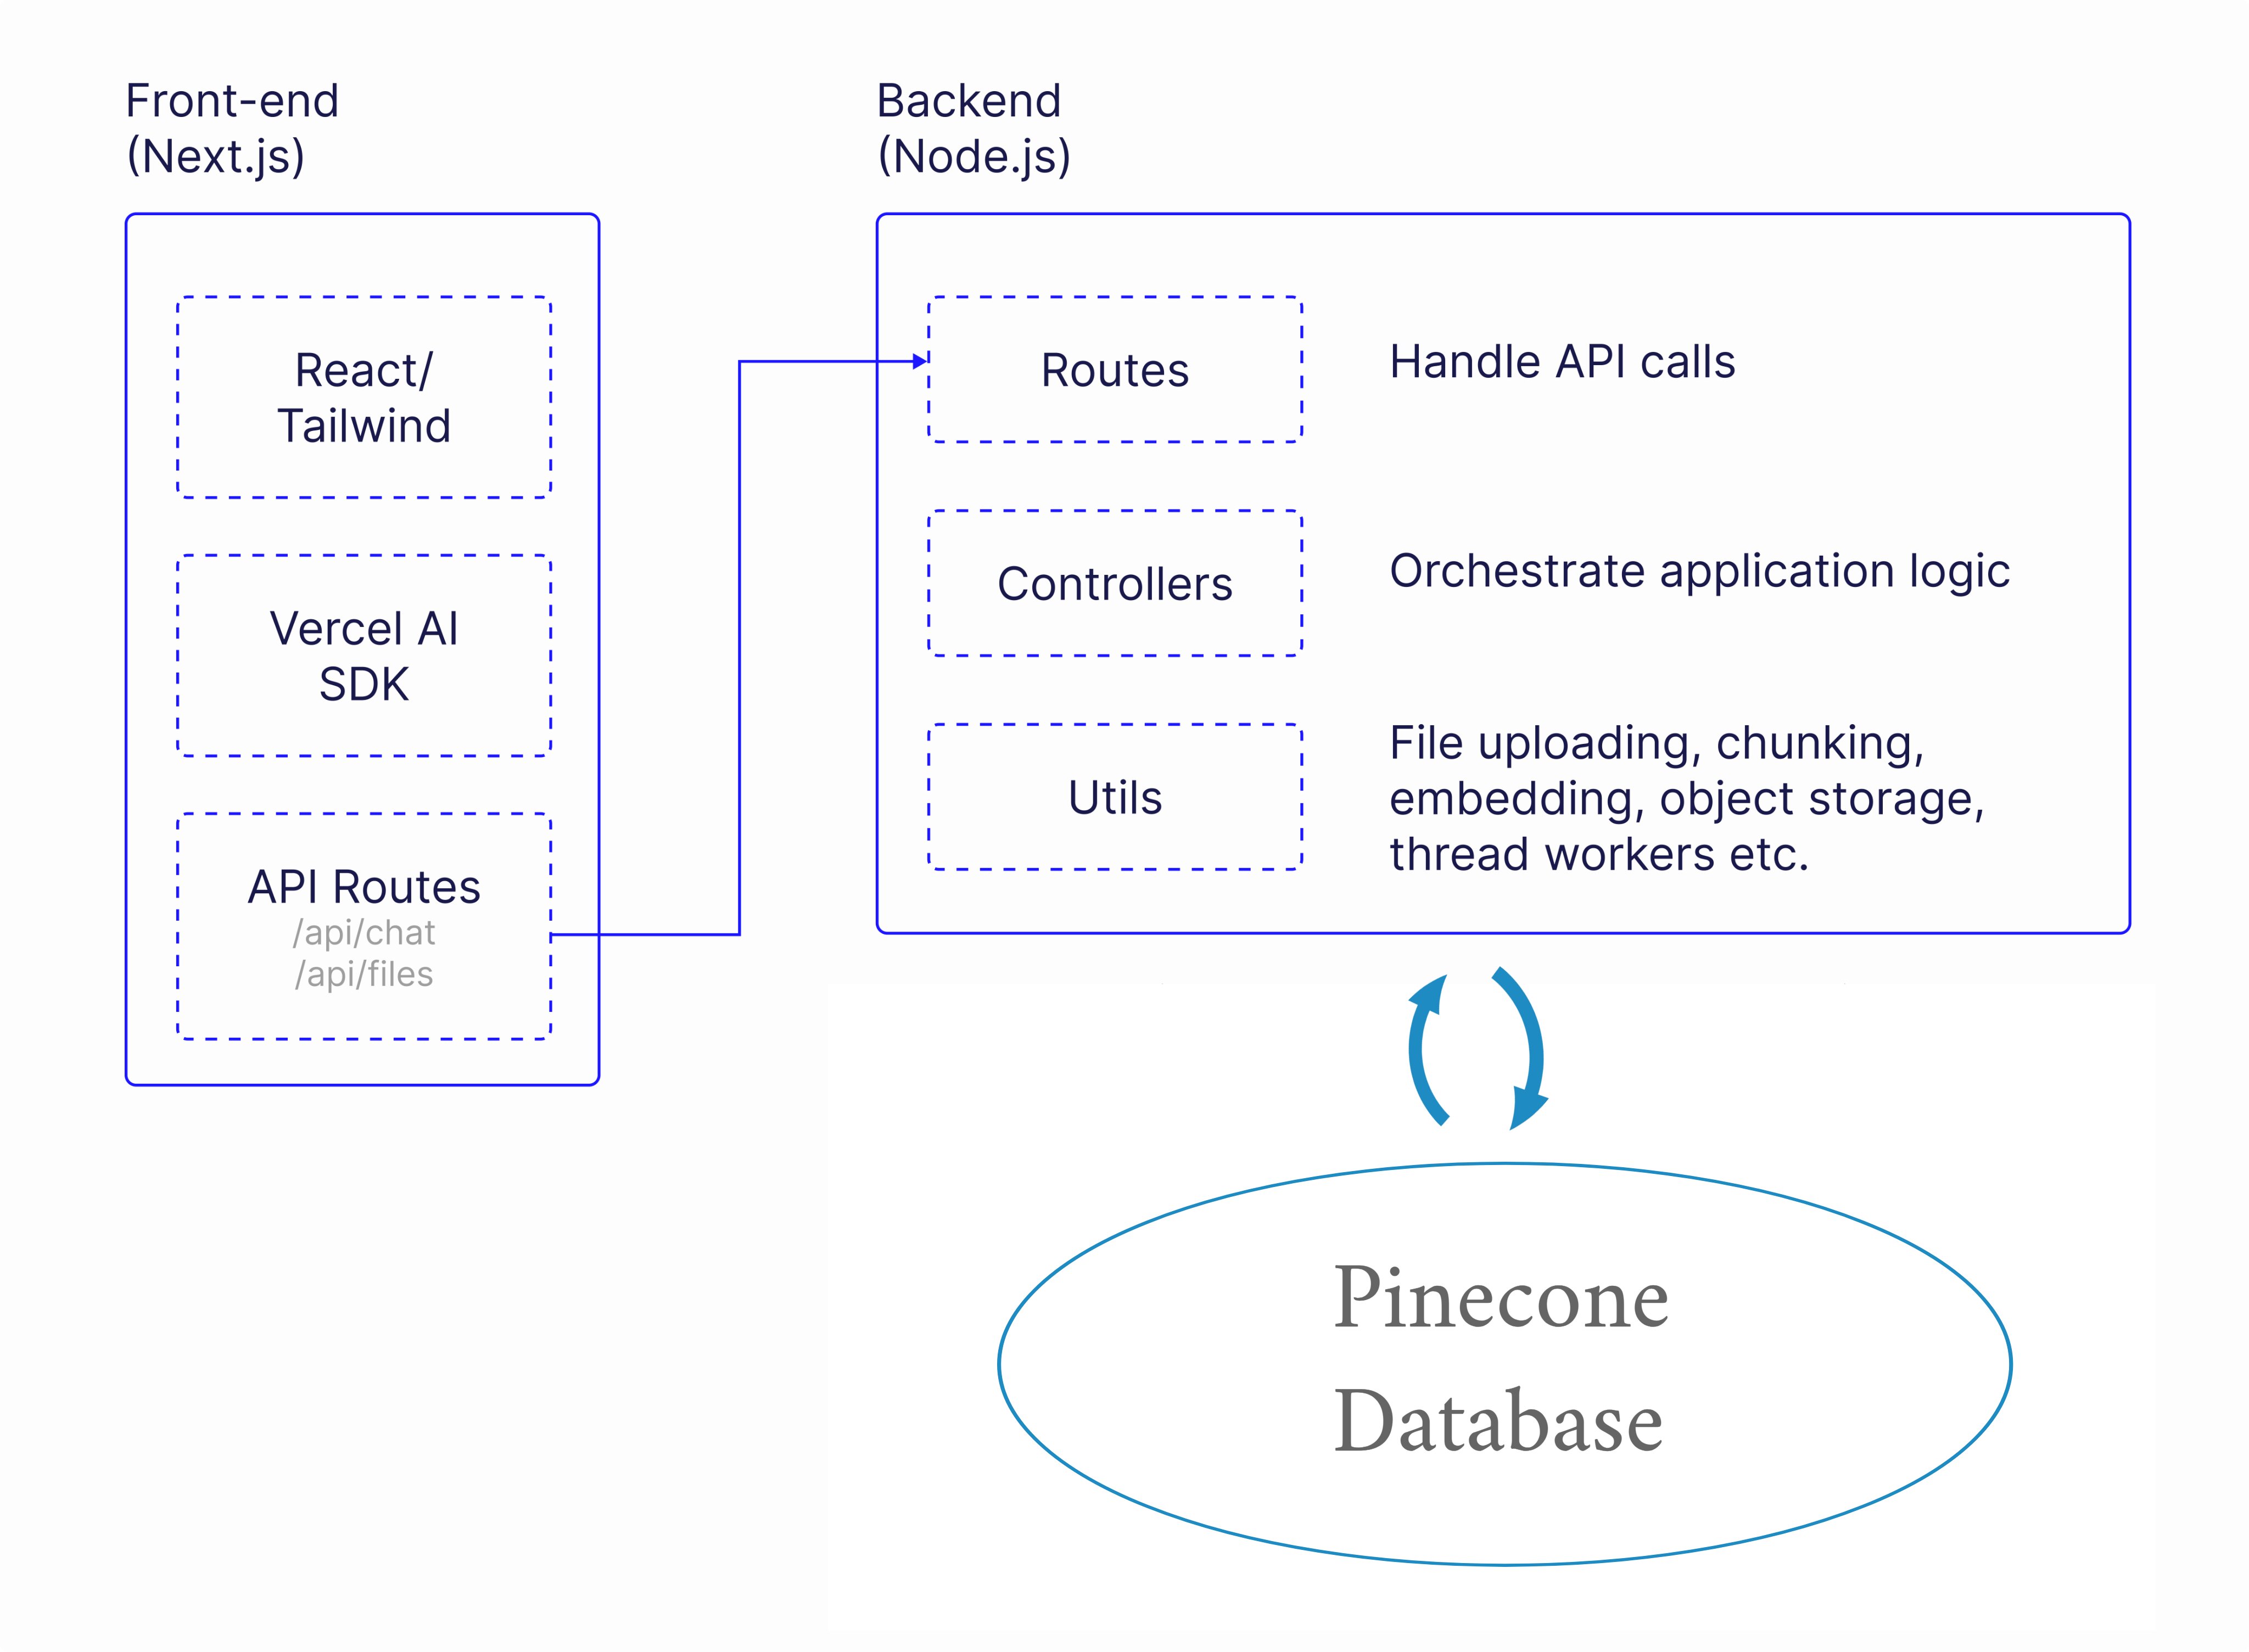 Front-end
(Next.js)
React/
Tailwind
Vercel AI
SDK
API Routes
/api/chat
/api/files
Backend
(Node.js)
Routes
Handle API calls
Controllers
Orchestrate application logic
Utils
File uploading, chunking,
embedding, object storage,
thread workers etc.
Pinecone
Database